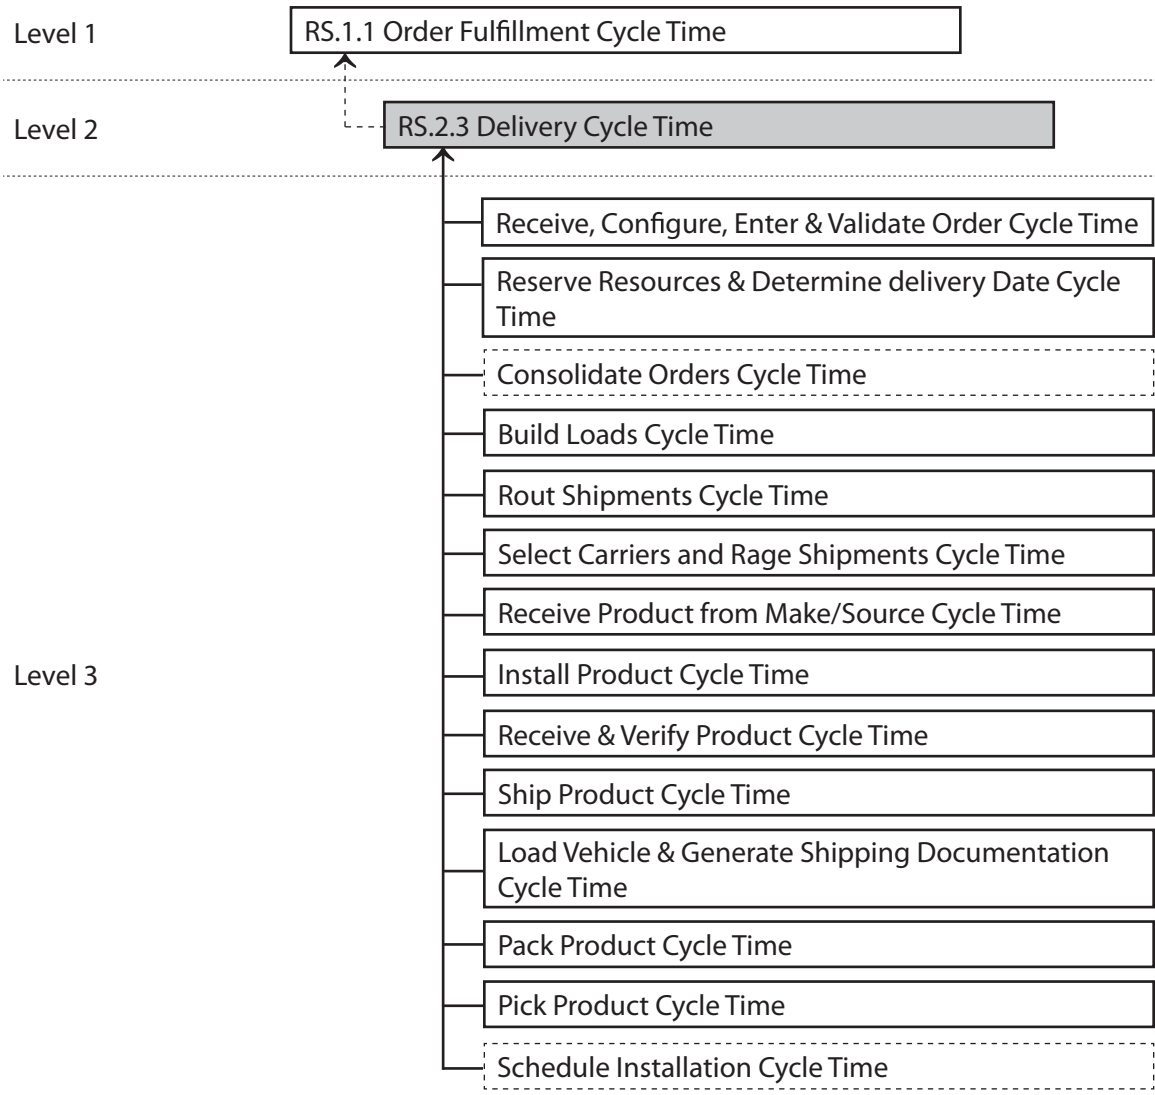 Level 1
RS.1.1 Order Fulfillment Cycle Time
Level 2
RS.2.3 Delivery Cycle Time
Receive, Configure, Enter & Validate Order Cycle Time
Reserve Resources & Determine delivery Date Cycle
Time
Consolidate Orders Cycle Time
Build Loads Cycle Time
Rout Shipments Cycle Time
Select Carriers and Rage Shipments Cycle Time
Receive Product from Make/Source Cycle Time
Level 3
Install Product Cycle Time
Receive & Verify Product Cycle Time
Ship Product Cycle Time
Load Vehicle & Generate Shipping Documentation
Cycle Time
Pack Product Cycle Time
Pick Product Cycle Time
Schedule Installation Cycle Time